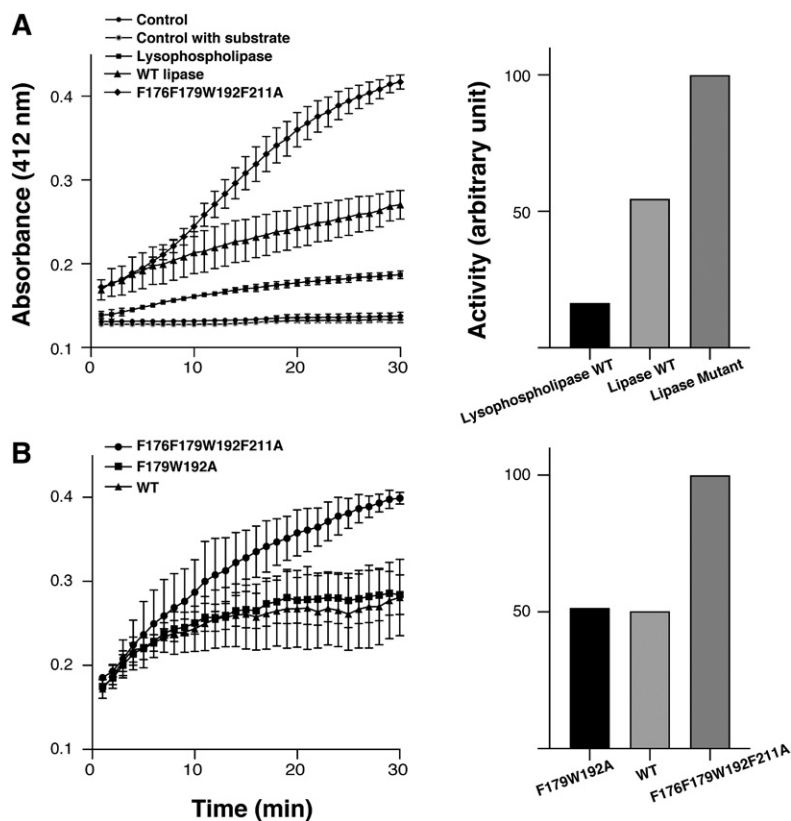 A
Control
Control with substrate
Lysophospholipase
WT lipase
F176F179W192F211A
Absorbance (412 nm)
0.4
0.3
0.2
0.1
0
10
20
30
Activity (arbitrary unit)
100
50
Lysophospholipase WT
Lipase WT
Lipase Mutant
B
F176F179W192F211A
F179W192A
WT
0.4
0.3
0.2
0.1
0
10
20
30
Time (min)
100
50
F179W192A
WT
F176F179W192F211A